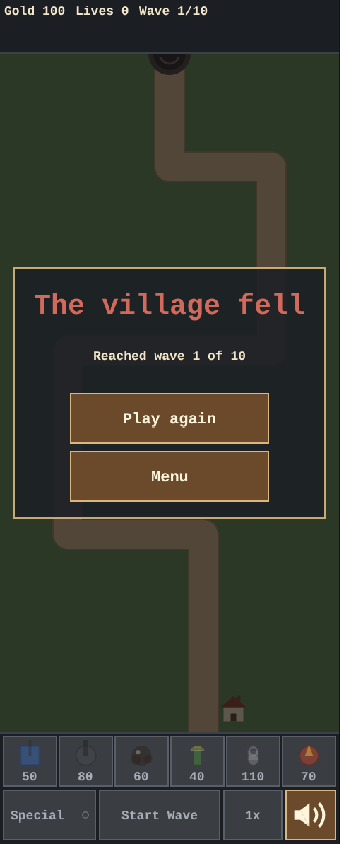 Gold 100 Lives 0 Wave 1/10
The village fell
Reached wave 1 of 10
Play again
Menu
50 80 60 40 110 70
Special Start Wave 1x